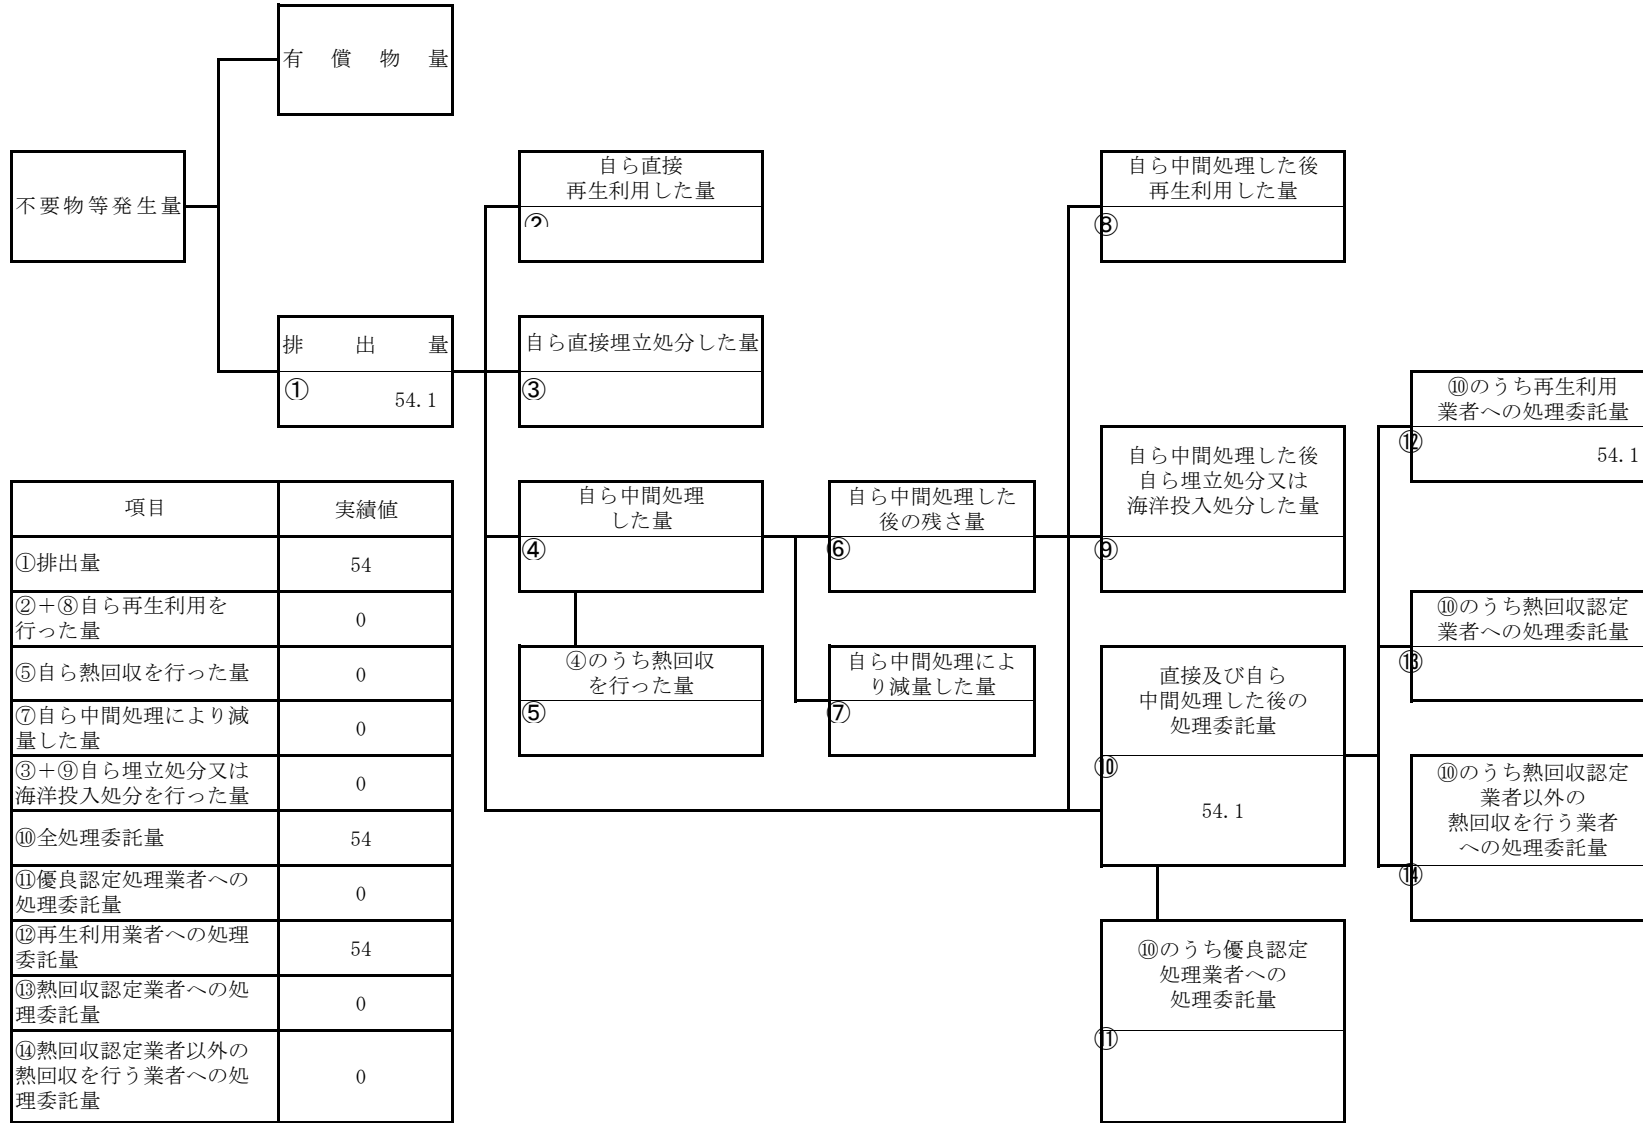 有償物量
不要物等発生量
自ら直接
再生利用した量
②
自ら中間処理した後
再生利用した量
⑧
排出量
①
54.1
自ら直接埋立処分した量
③
⑩のうち再生利用
業者への処理委託量
⑫
54.1
自ら中間処理
した量
④
自ら中間処理した
後の残さ量
⑥
自ら中間処理した後
自ら埋立処分又は
海洋投入処分した量
⑨
⑩のうち熱回収認定
業者への処理委託量
⑬
④のうち熱回収
を行った量
⑤
自ら中間処理によ
り減量した量
⑦
直接及び自ら
中間処理した後の
処理委託量
⑩
54.1
⑩のうち熱回収認定
業者以外の
熱回収を行う業者
への処理委託量
⑭
⑩のうち優良認定
処理業者への
処理委託量
⑪
項目 実績値
①排出量 54
②＋⑧自ら再生利用を
行った量 0
⑤自ら熱回収を行った量 0
⑦自ら中間処理により減
量した量 0
③＋⑨自ら埋立処分又は
海洋投入処分を行った量 0
⑩全処理委託量 54
⑪優良認定処理業者への
処理委託量 0
⑫再生利用業者への処理
委託量 54
⑬熱回収認定業者への処
理委託量 0
⑭熱回収認定業者以外の
熱回収を行う業者への処
理委託量 0